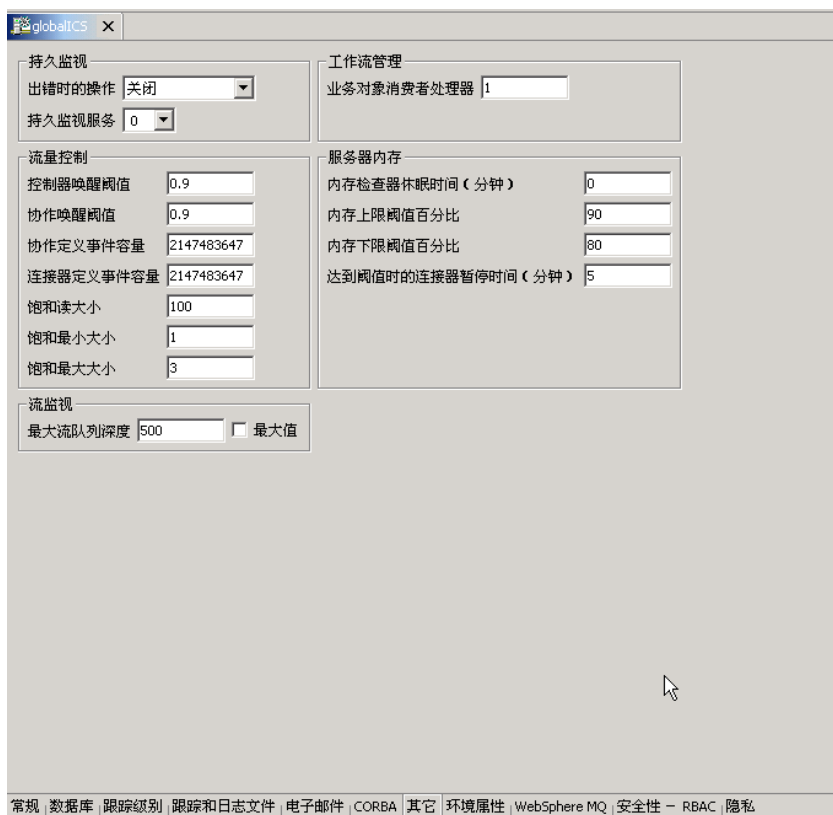 globalICS
持久监视
出错时的操作 关闭
持久监视服务 0
工作流管理
业务对象消费者处理器 1
流量控制
控制器唤醒阈值 0.9
协作唤醒阈值 0.9
协作定义事件容量 2147483647
连接器定义事件容量 2147483647
饱和读大小 100
饱和最小大小 1
饱和最大大小 3
服务器内存
内存检查器休眠时间（分钟） 0
内存上限阈值百分比 90
内存下限阈值百分比 80
达到阈值时的连接器暂停时间（分钟） 5
流监视
最大流队列深度 500 最大值
常规 数据库 跟踪级别 跟踪和日志文件 电子邮件 CORBA 其它 环境属性 WebSphere MQ 安全性 － RBAC 隐私